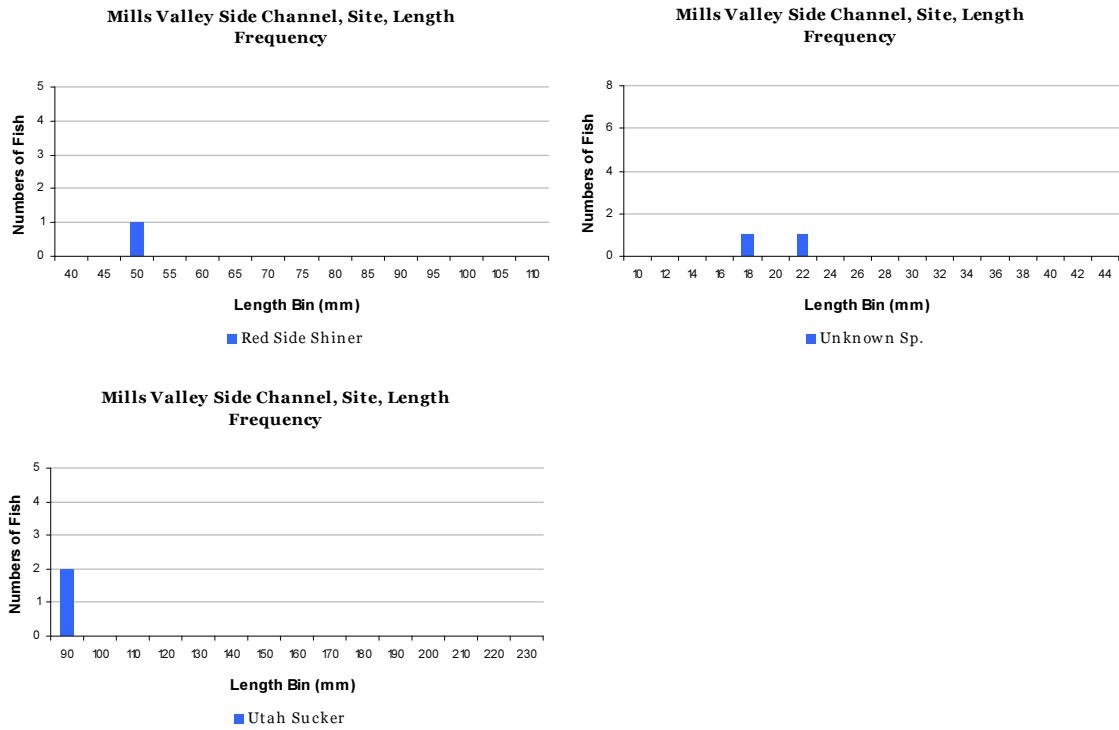 Mills Valley Side Channel, Site, Length
Frequency
5
4
3
2
1
0
Numbers of Fish
40 45 50 55 60 65 70 75 80 85 90 95 100 105 110
Length Bin (mm)
Red Side Shiner
Mills Valley Side Channel, Site, Length
Frequency
8
6
4
2
0
Numbers of Fish
10 12 14 16 18 20 22 24 26 28 30 32 34 36 38 40 42 44
Length Bin (mm)
Unknown Sp.
Mills Valley Side Channel, Site, Length
Frequency
5
4
3
2
1
0
Numbers of Fish
90 100 110 120 130 140 150 160 170 180 190 200 210 220 230
Length Bin (mm)
Utah Sucker